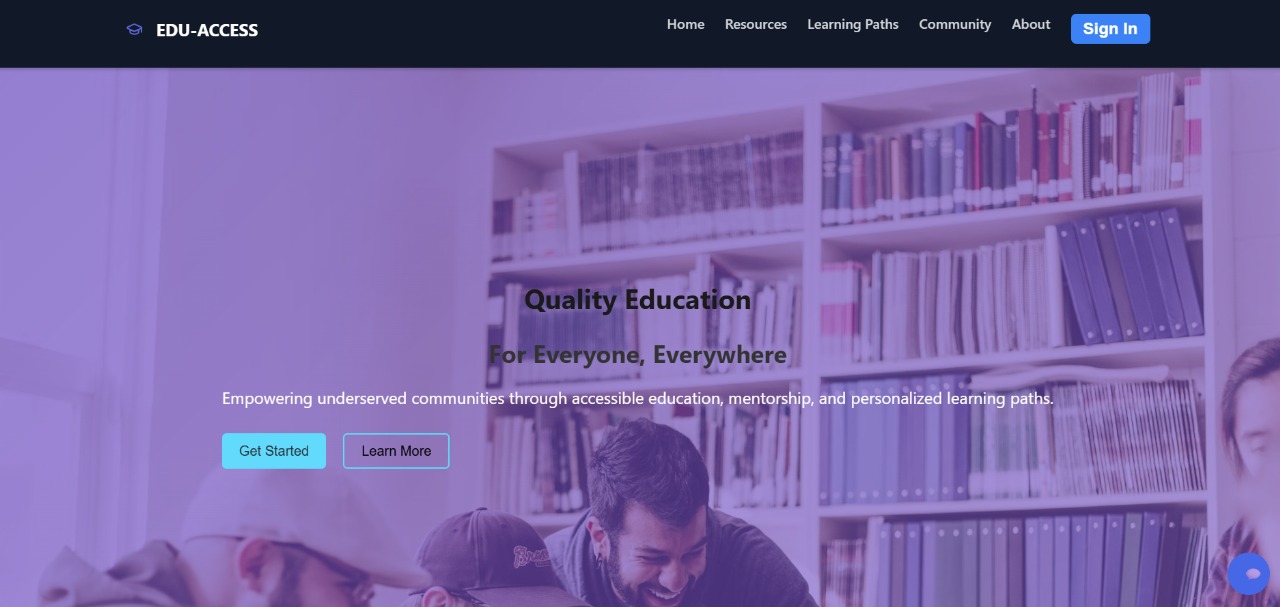 EDU-ACCESS
Home Resources Learning Paths Community About Sign In
Quality Education
For Everyone, Everywhere
Empowering underserved communities through accessible education, mentorship, and personalized learning paths.
Get Started Learn More